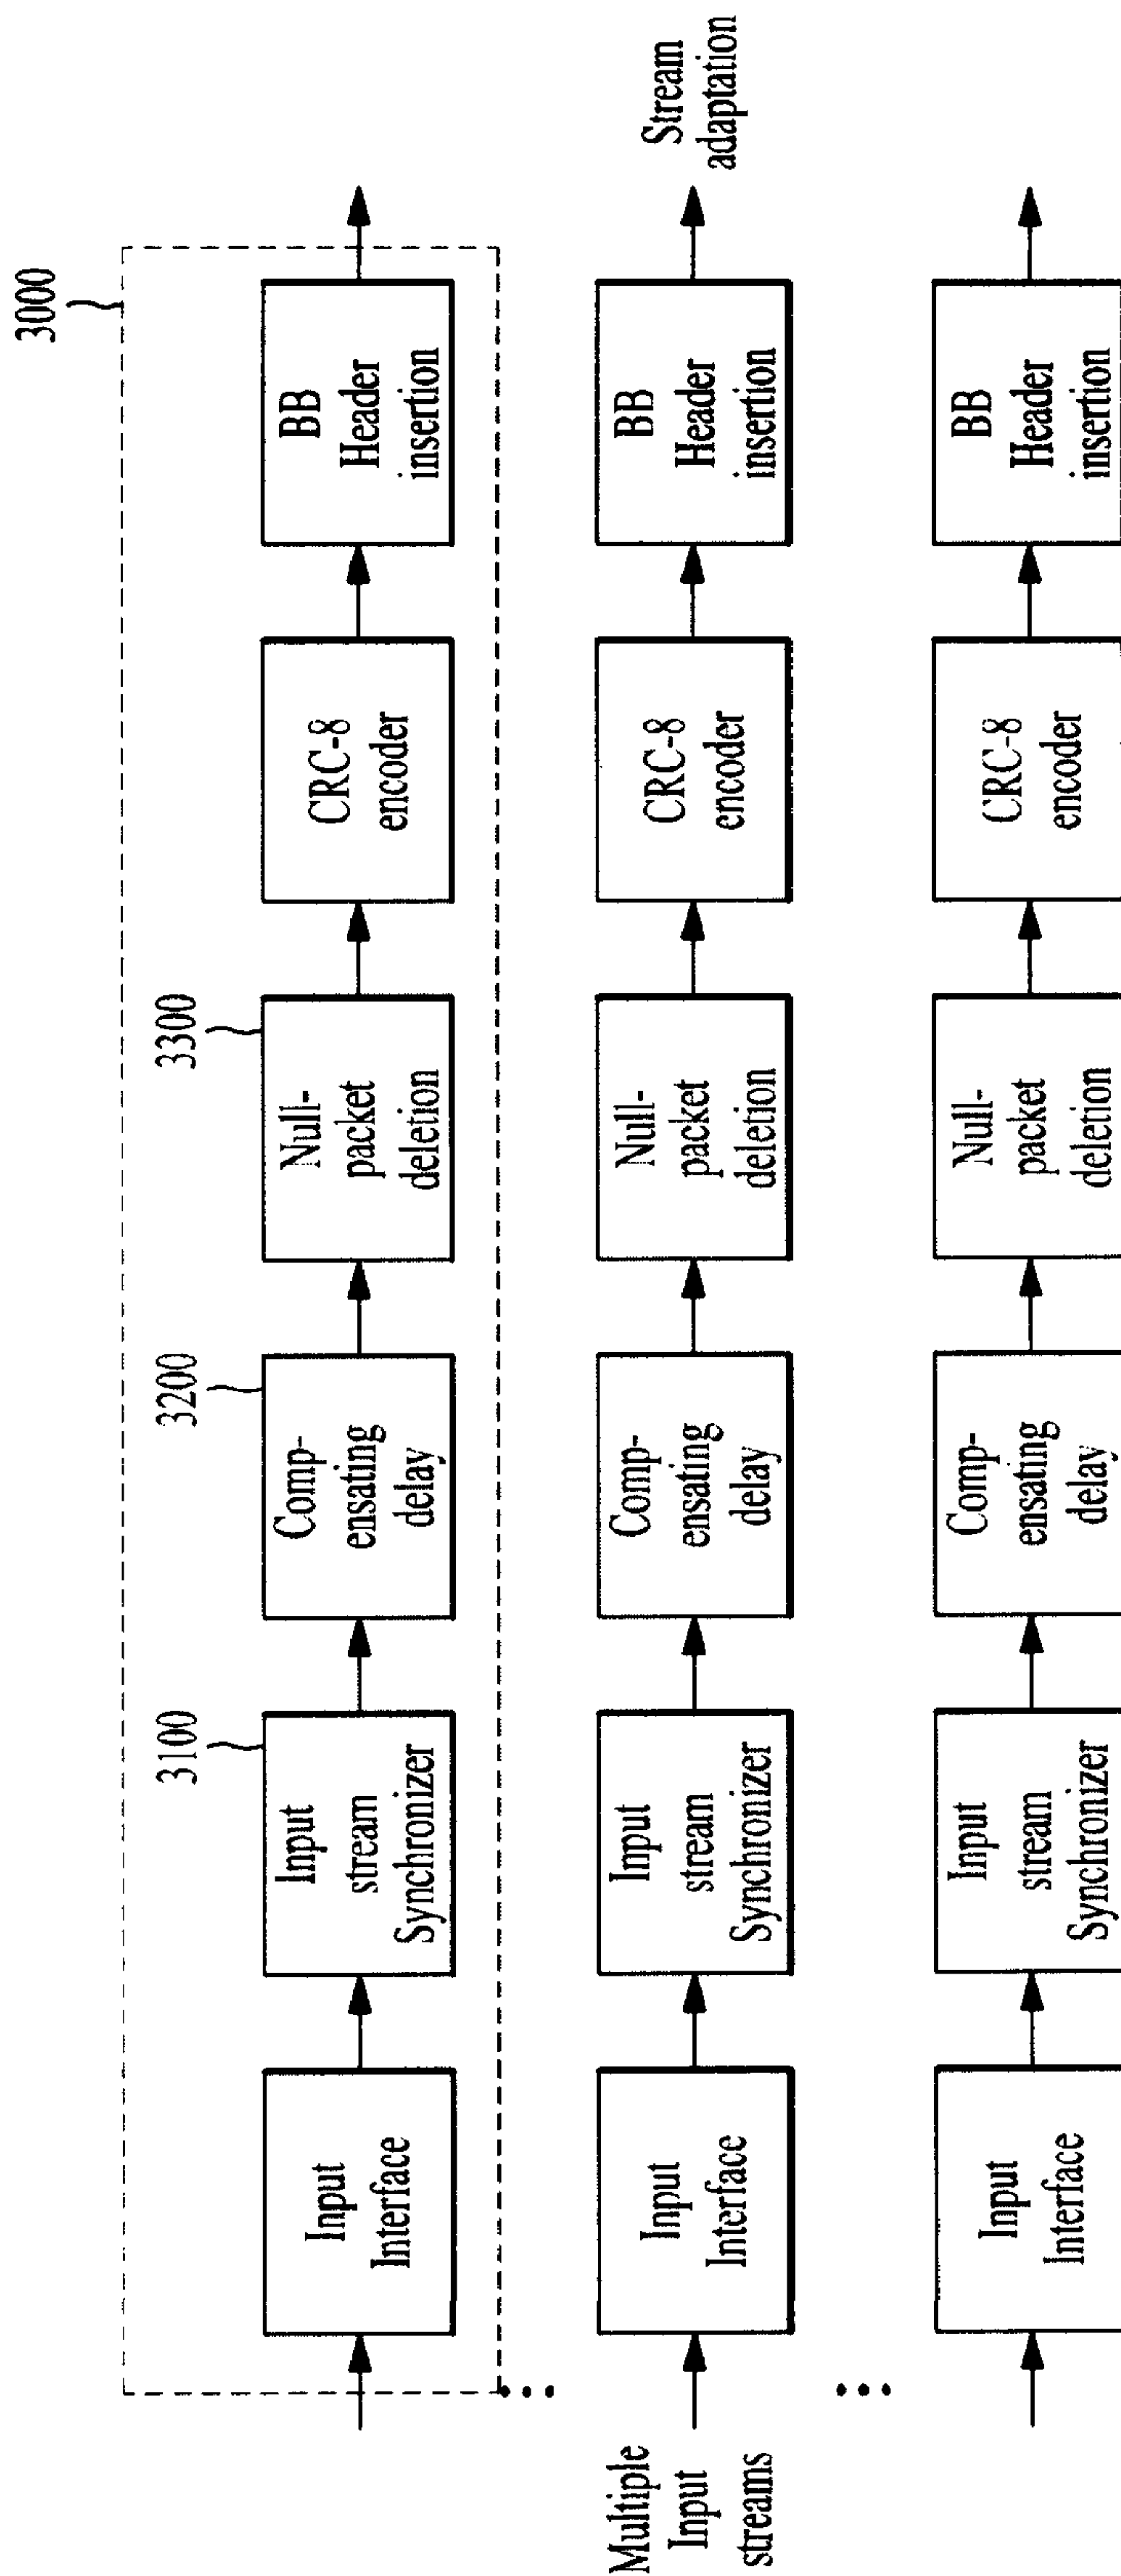 3000
3100
3200
3300
Input
Interface
Input
stream
Synchronizer
Comp-
ensating
delay
Null-
packet
deletion
CRC-8
encoder
BB
Header
insertion
...
Multiple
Input
streams
Input
Interface
Input
stream
Synchronizer
Comp-
ensating
delay
Null-
packet
deletion
CRC-8
encoder
BB
Header
insertion
Stream
adaptation
...
Input
Interface
Input
stream
Synchronizer
Comp-
ensating
delay
Null-
packet
deletion
CRC-8
encoder
BB
Header
insertion